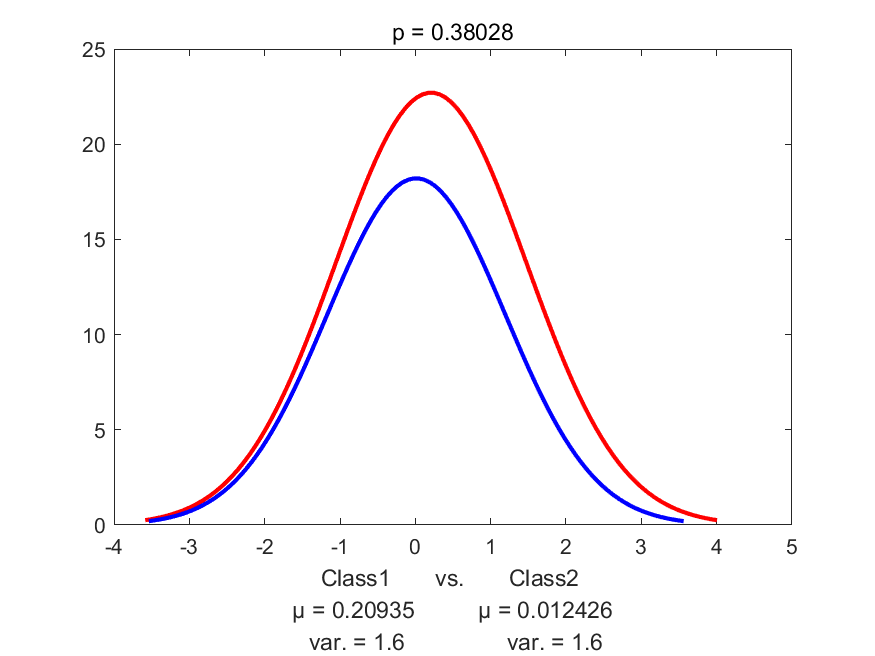 p = 0.38028
25
20
15
10
5
0
-4 -3 -2 -1 0 1 2 3 4 5
Class1 vs. Class2
μ = 0.20935 μ = 0.012426
var. = 1.6 var. = 1.6